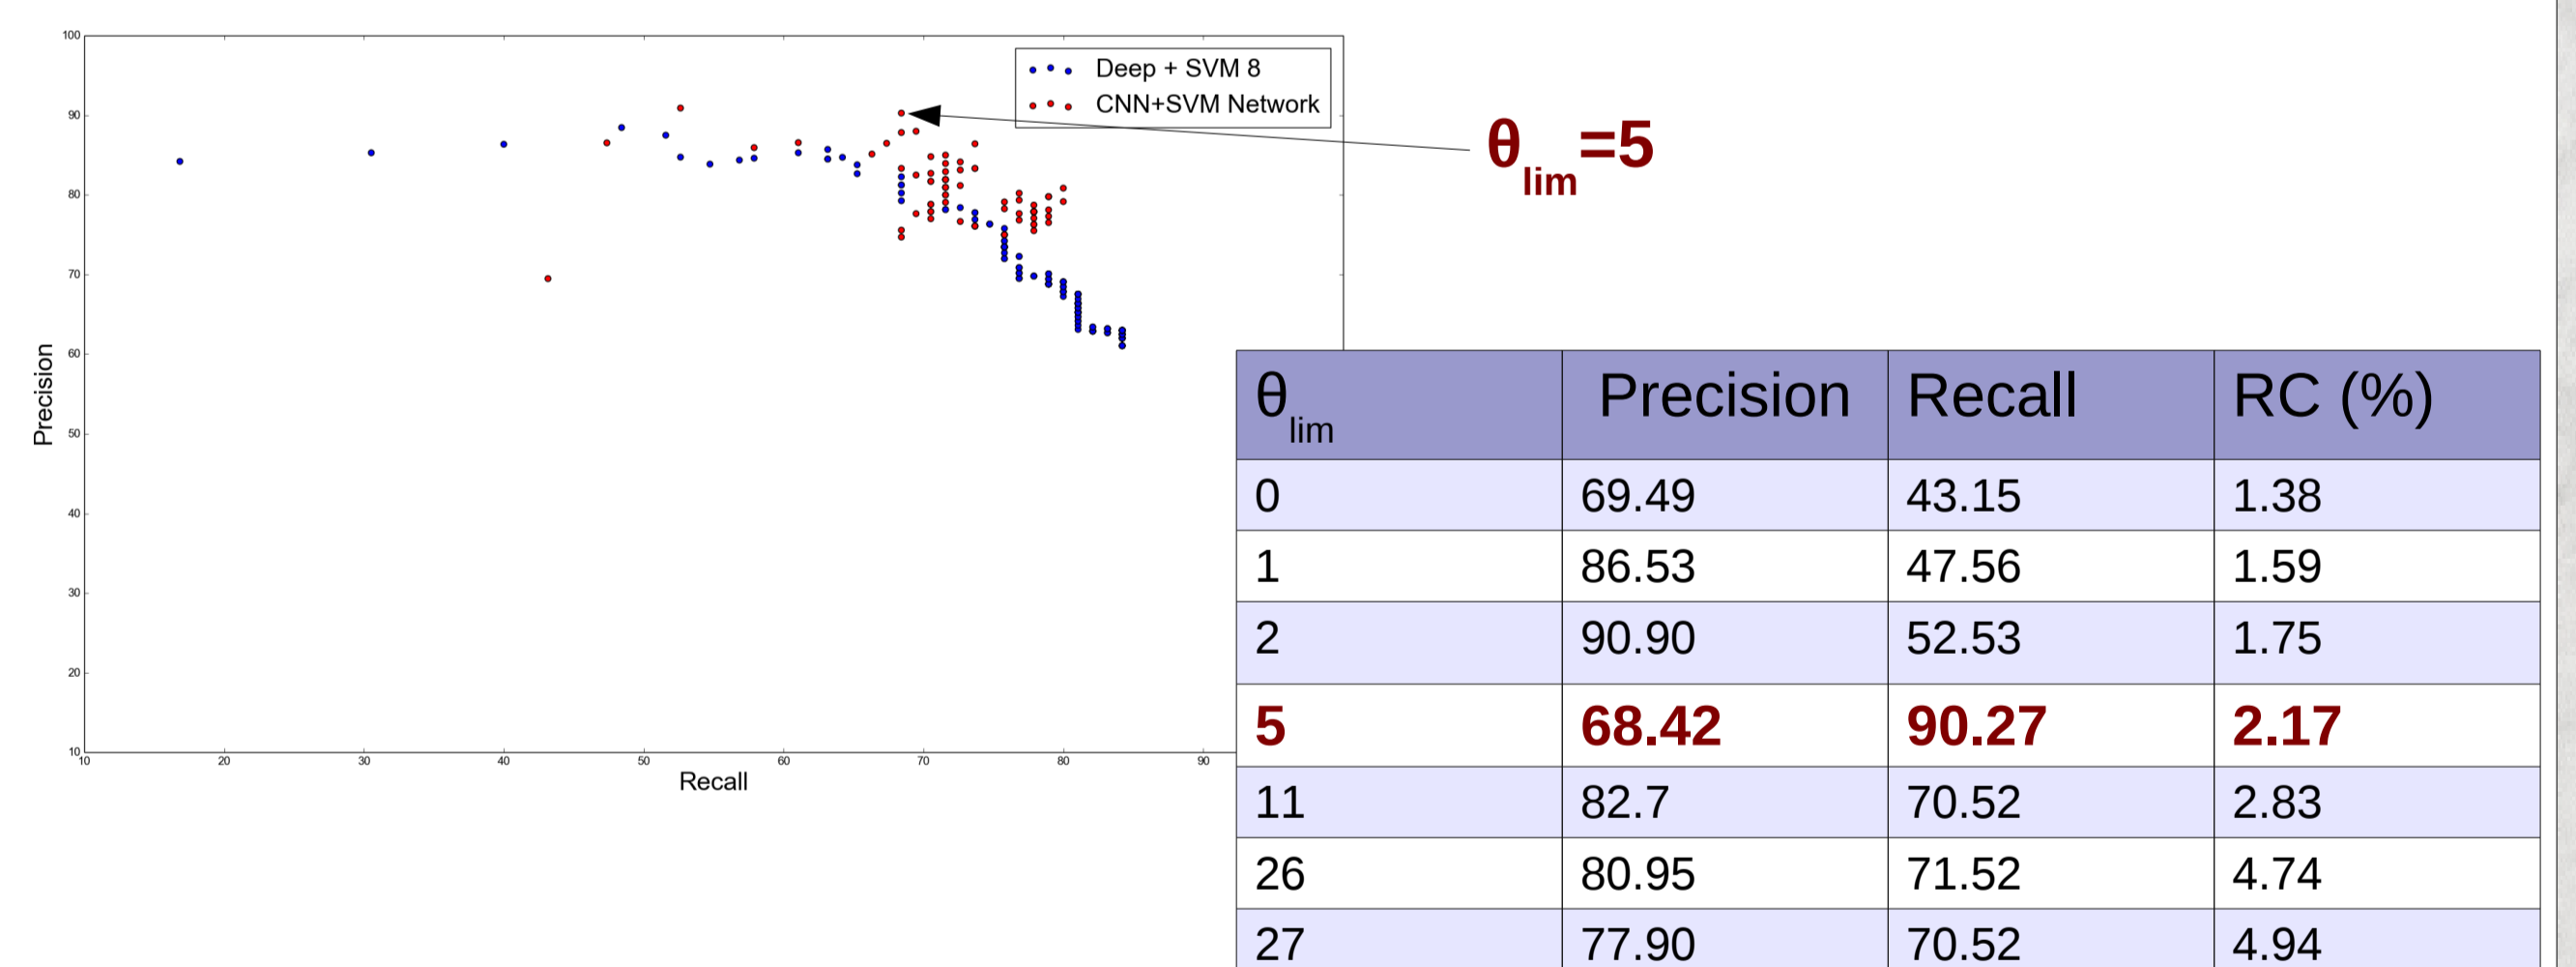 100
90
80
70
60
50
40
30
20
10
Precision
10 20 30 40 50 60 70 80 90
Recall
Deep + SVM 8
CNN+SVM Network
θlim=5
θlim Precision Recall RC (%)
0 69.49 43.15 1.38
1 86.53 47.56 1.59
2 90.90 52.53 1.75
5 68.42 90.27 2.17
11 82.7 70.52 2.83
26 80.95 71.52 4.74
27 77.90 70.52 4.94